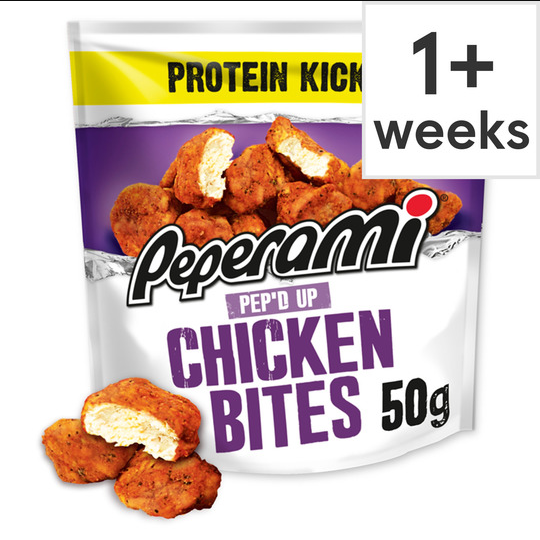 PROTEIN KICK
1+
weeks
Peperami
PEP'D UP
CHICKEN
BITES 50g